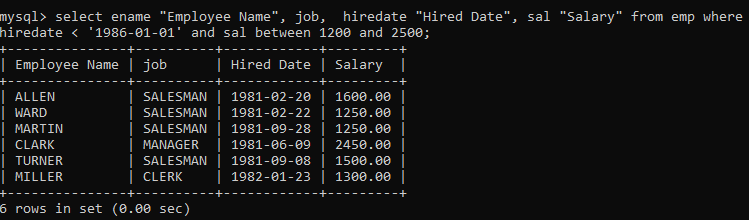 mysql> select ename "Employee Name", job,  hiredate "Hired Date", sal "Salary" from emp where
hiredate < '1986-01-01' and sal between 1200 and 2500;
+---------------+----------+------------+---------+
| Employee Name | job      | Hired Date | Salary  |
+---------------+----------+------------+---------+
| ALLEN         | SALESMAN | 1981-02-20 | 1600.00 |
| WARD          | SALESMAN | 1981-02-22 | 1250.00 |
| MARTIN        | SALESMAN | 1981-09-28 | 1250.00 |
| CLARK         | MANAGER  | 1981-06-09 | 2450.00 |
| TURNER        | SALESMAN | 1981-09-08 | 1500.00 |
| MILLER        | CLERK    | 1982-01-23 | 1300.00 |
+---------------+----------+------------+---------+
6 rows in set (0.00 sec)